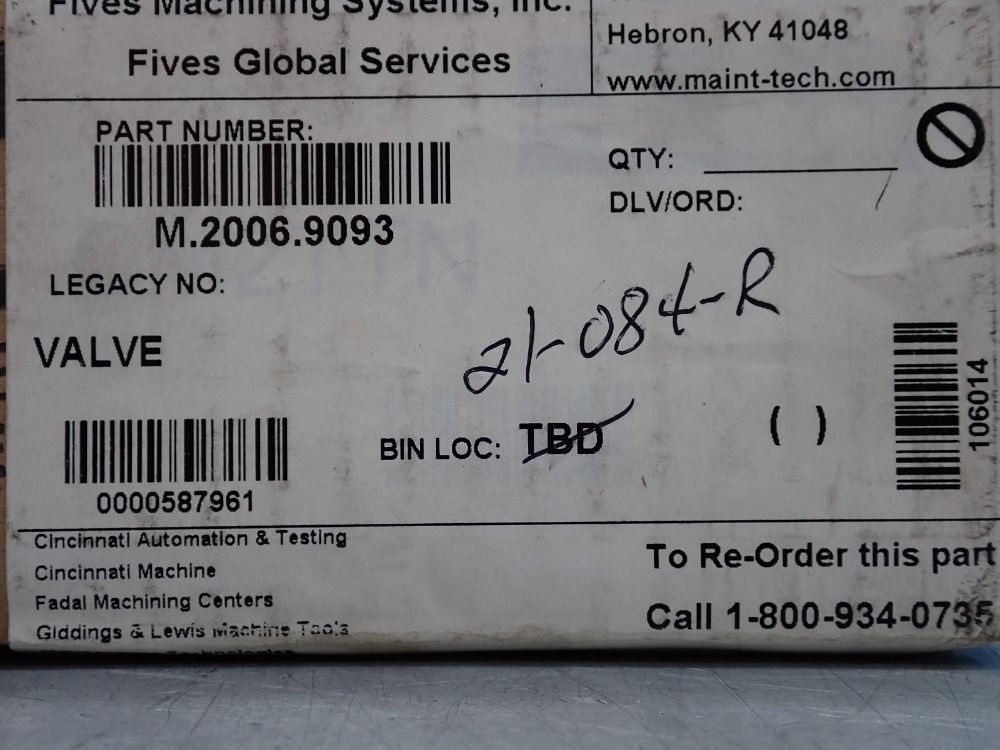 Fives Machining Systems, Inc.
Fives Global Services
Hebron, KY 41048
www.maint-tech.com
PART NUMBER:
M.2006.9093
QTY:
DLV/ORD:
LEGACY NO:
VALVE
21-084-R
BIN LOC: TBD
( )
0000587961
106014
Cincinnati Automation & Testing
Cincinnati Machine
Fadal Machining Centers
Giddings & Lewis Machine Tools
To Re-Order this part
Call 1-800-934-0735